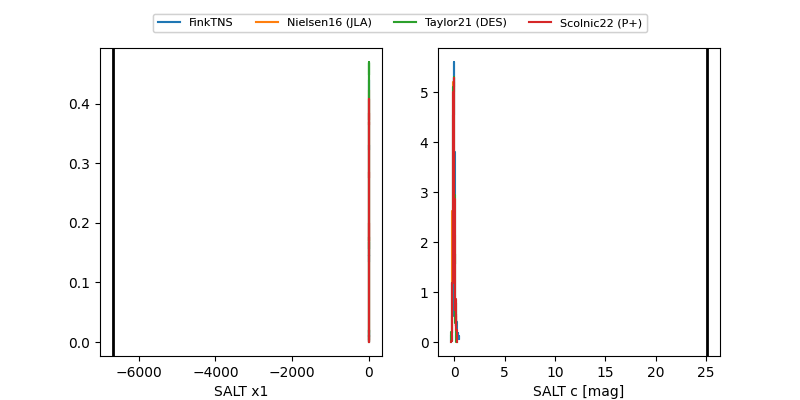 FinkTNS Nielsen16 (JLA) Taylor21 (DES) Scolnic22 (P+)
0.4
0.3
0.2
0.1
0.0
−6000 −4000 −2000 0
SALT x1
5
4
3
2
1
0
0 5 10 15 20 25
SALT c [mag]